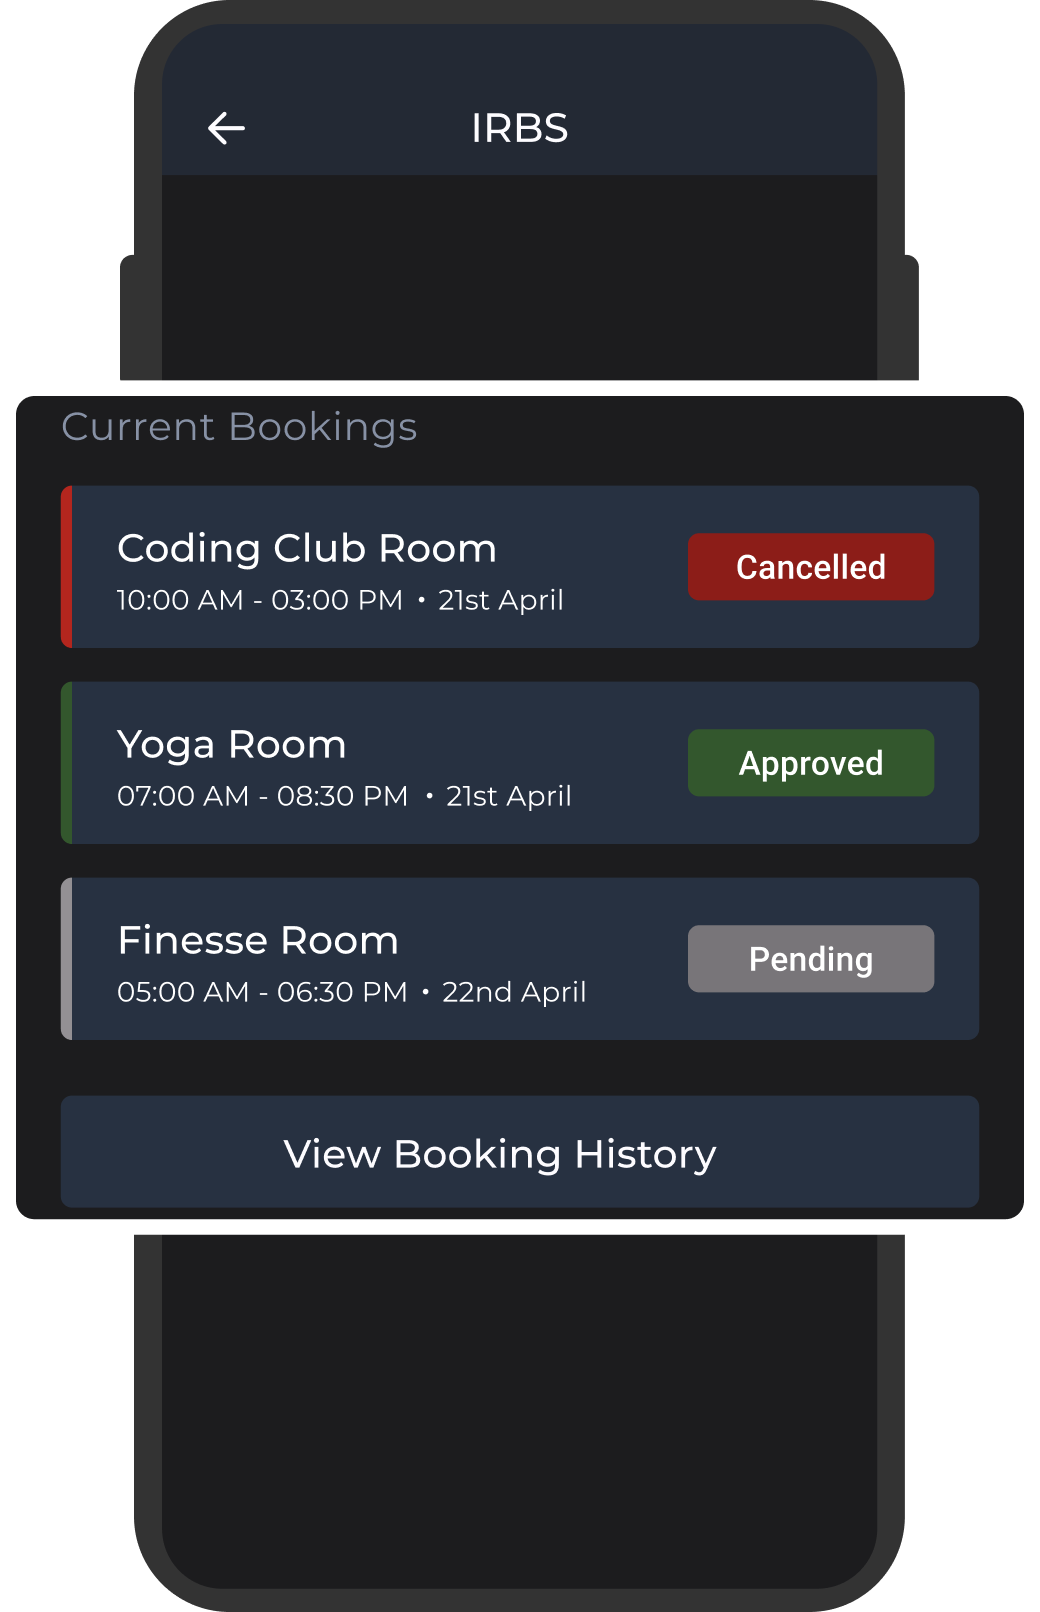 IRBS
Current Bookings
Coding Club Room
Cancelled
10:00 AM - 03:00 PM • 21st April
Yoga Room
Approved
07:00 AM - 08:30 PM • 21st April
Finesse Room
Pending
05:00 AM - 06:30 PM • 22nd April
View Booking History